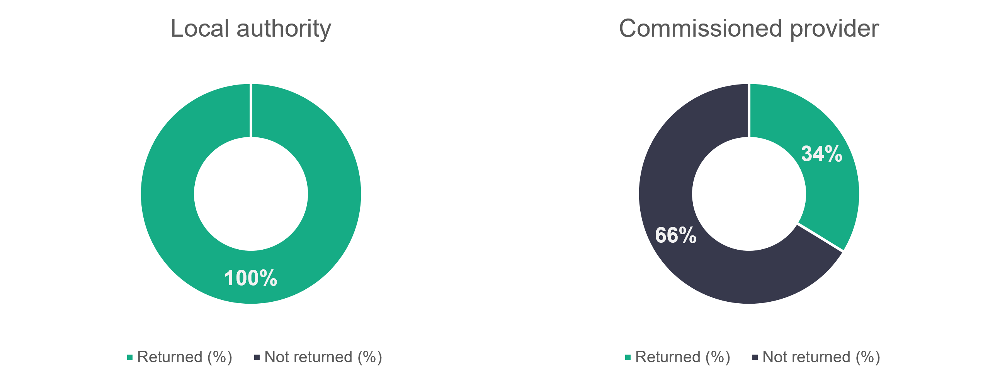 Local authority
100%
Returned (%)
Not returned (%)
Commissioned provider
34%
66%
Returned (%)
Not returned (%)